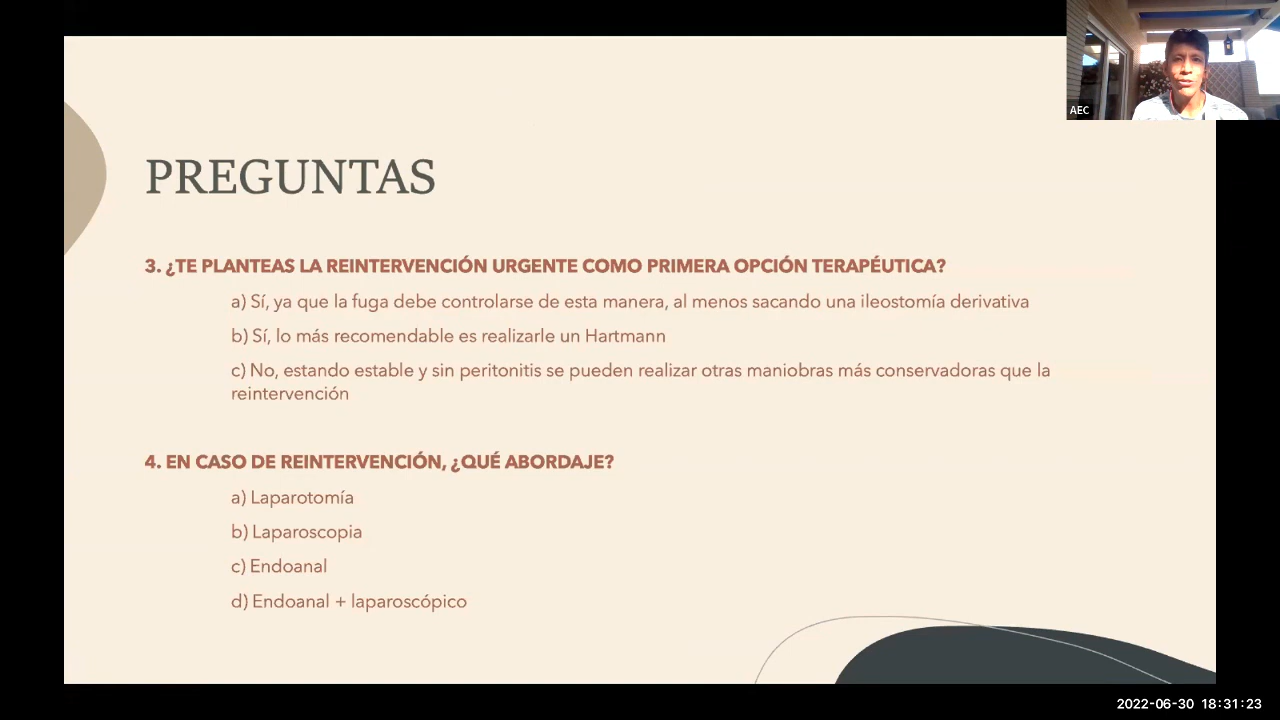 AEC
PREGUNTAS
3. ¿TE PLANTEAS LA REINTERVENCIÓN URGENTE COMO PRIMERA OPCIÓN TERAPÉUTICA?
a) Sí, ya que la fuga debe controlarse de esta manera, al menos sacando una ileostomía derivativa
b) Sí, lo más recomendable es realizarle un Hartmann
c) No, estando estable y sin peritonitis se pueden realizar otras maniobras más conservadoras que la
reintervención
4. EN CASO DE REINTERVENCIÓN, ¿QUÉ ABORDAJE?
a) Laparotomía
b) Laparoscopia
c) Endoanal
d) Endoanal + laparoscópico
2022-06-30 18:31:23